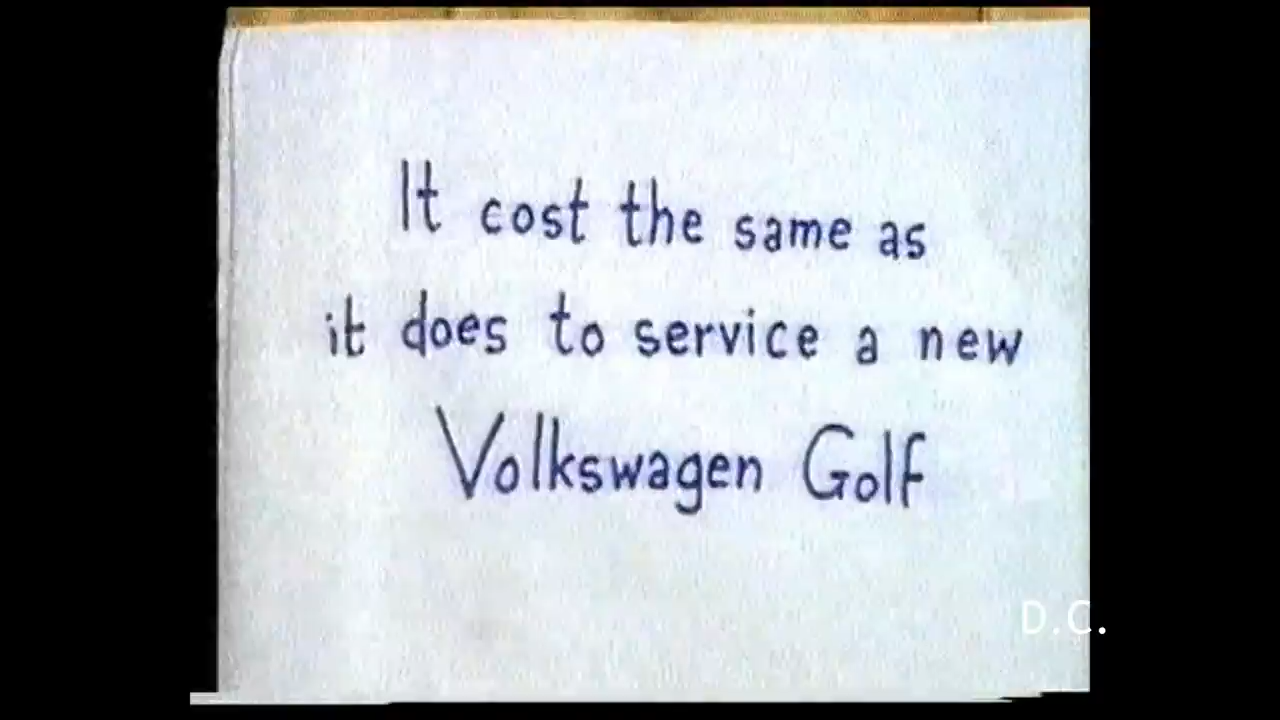 It cost the same as
it does to service a new
Volkswagen Golf
D.C.